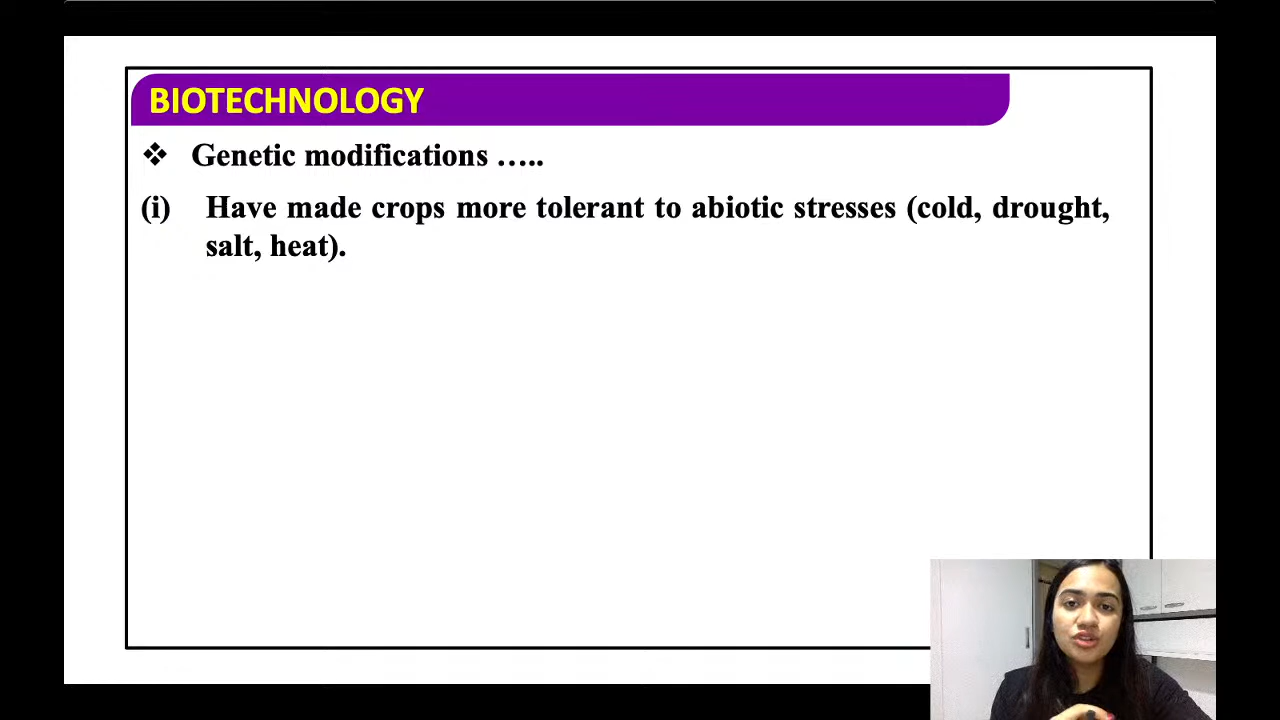 BIOTECHNOLOGY
❖ Genetic modifications …..
(i) Have made crops more tolerant to abiotic stresses (cold, drought,
salt, heat).